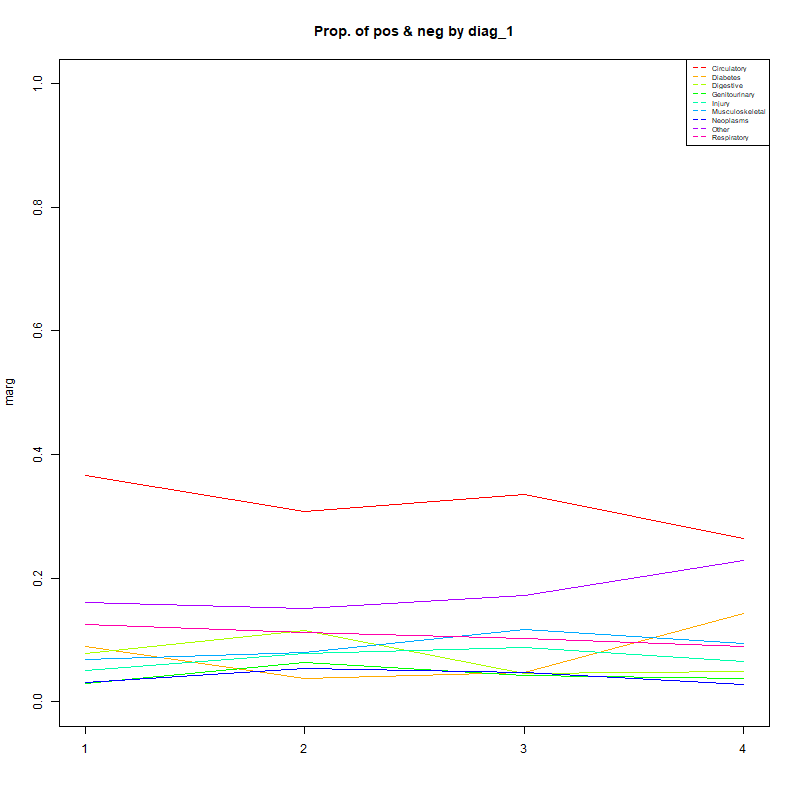 Prop. of pos & neg by diag_1
Circulatory
Diabetes
Digestive
Genitourinary
Injury
Musculoskeletal
Neoplasms
Other
Respiratory
1.0
0.8
0.6
0.4
0.2
0.0
marg
1 2 3 4